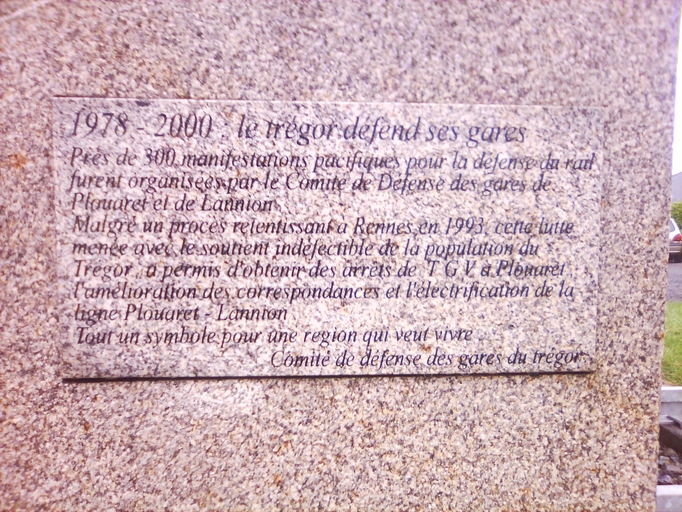 1978 - 2000 : le trégor défend ses gares
Près de 300 manifestations pacifiques pour la défense du rail
furent organisées par le Comité de Défense des gares de
Plouaret et de Lannion
Malgré un procès retentissant à Rennes en 1993, cette lutte
menée avec le soutient indéfectible de la population du
Trégor, a permis d'obtenir des arrêts de T G V à Plouaret,
l'amélioration des correspondances et l'électrification de la
ligne Plouaret - Lannion
Tout un symbole pour une region qui veut vivre ...
Comité de défense des gares du trégor